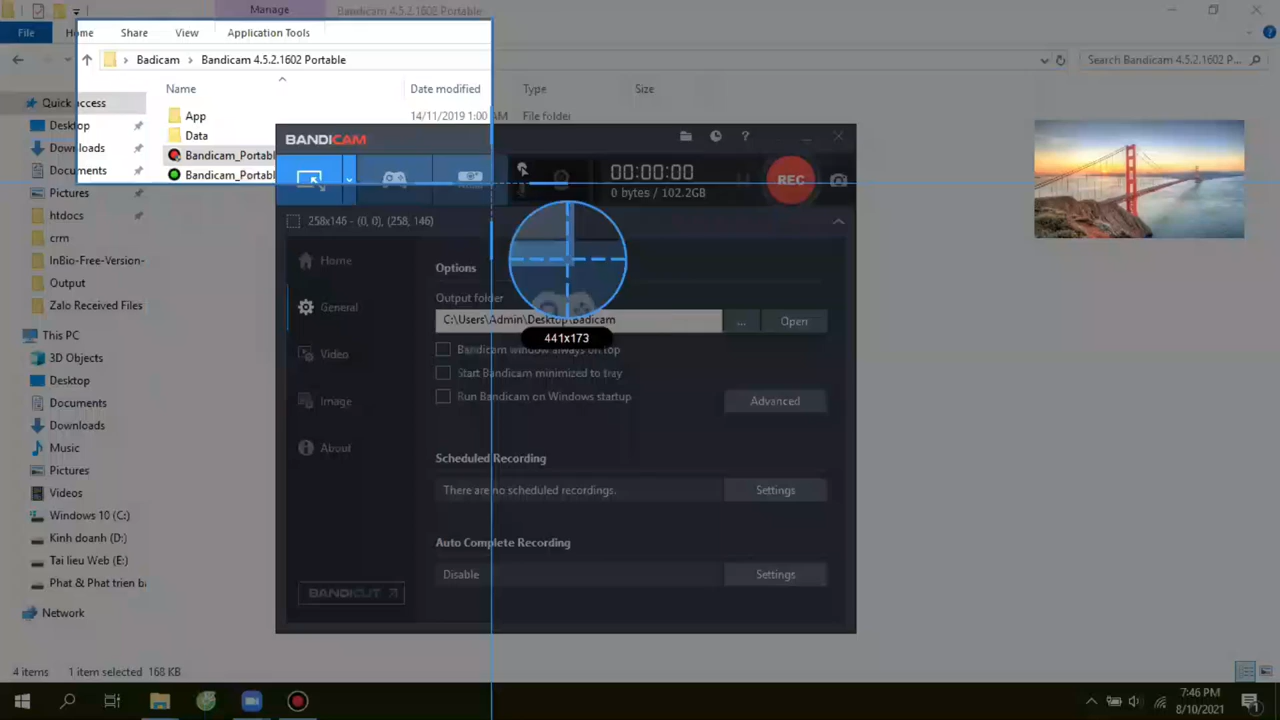 Manage
Bandicam 4.5.2.1602 Portable
File
Home
Share
View
Application Tools
Badicam
Bandicam 4.5.2.1602 Portable
Search Bandicam 4.5.2.1602 P...
Name
Date modified
Type
Size
Quick access
Desktop
Downloads
Documents
Pictures
htdocs
crm
InBio-Free-Version-
Output
Zalo Received Files
This PC
3D Objects
Desktop
Documents
Downloads
Music
Pictures
Videos
Windows 10 (C:)
Kinh doanh (D:)
Tai lieu Web (E:)
Phat & Phat trien b
Network
App
14/11/2019 1:00 AM
File folder
Data
Bandicam_Portabl
Bandicam_Portabl
BANDICAM
?
00:00:00
0 bytes / 102.2GB
REC
258x146 - (0, 0), (258, 146)
Home
General
Video
Image
About
BANDICUT
Options
Output folder
C:\Users\Admin\Desktop\Badicam
...
Open
441x173
Bandicam window always on top
Start Bandicam minimized to tray
Run Bandicam on Windows startup
Advanced
Scheduled Recording
There are no scheduled recordings.
Settings
Auto Complete Recording
Disable
Settings
4 items
1 item selected 168 KB
7:46 PM
8/10/2021
1